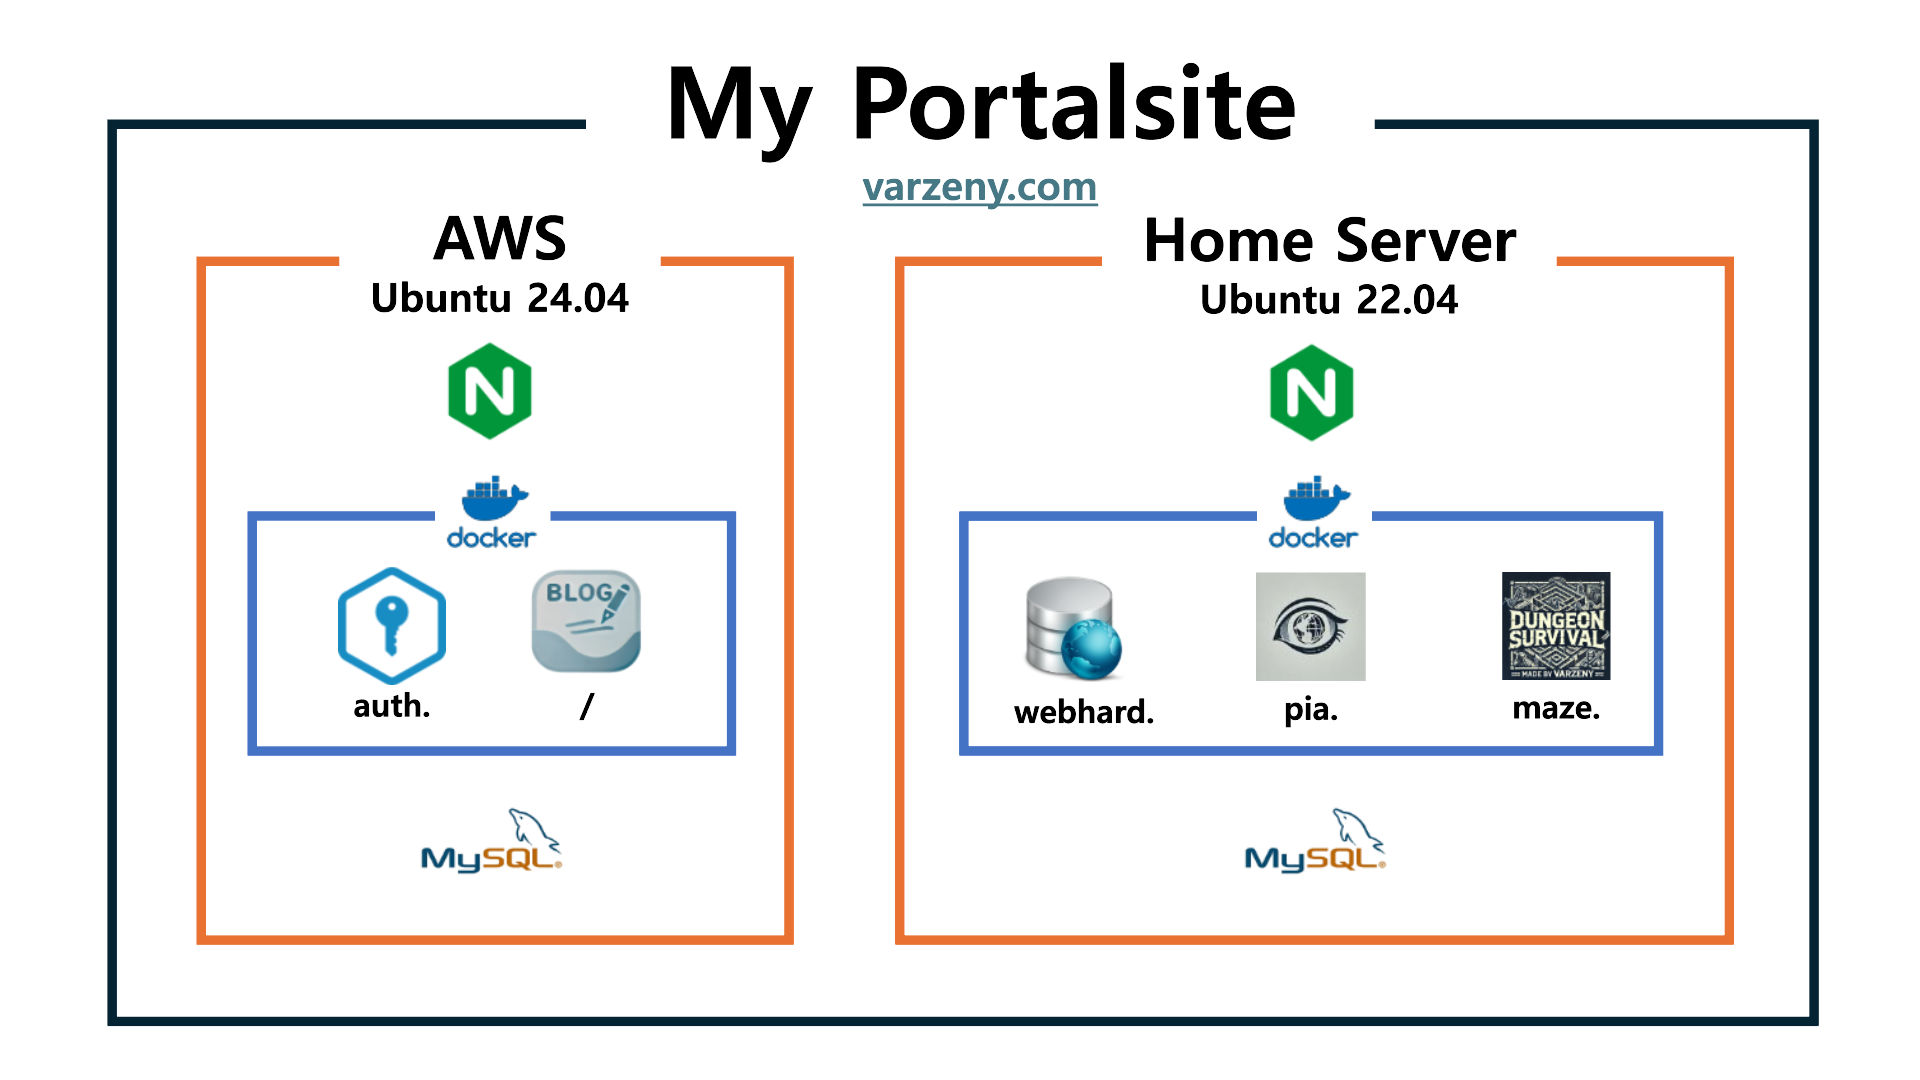 My Portalsite
varzeny.com
AWS
Ubuntu 24.04
N
docker
BLOG
auth.
/
MySQL®
Home Server
Ubuntu 22.04
N
docker
DUNGEON
SURVIVAL
MADE BY VARZENY
webhard.
pia.
maze.
MySQL®